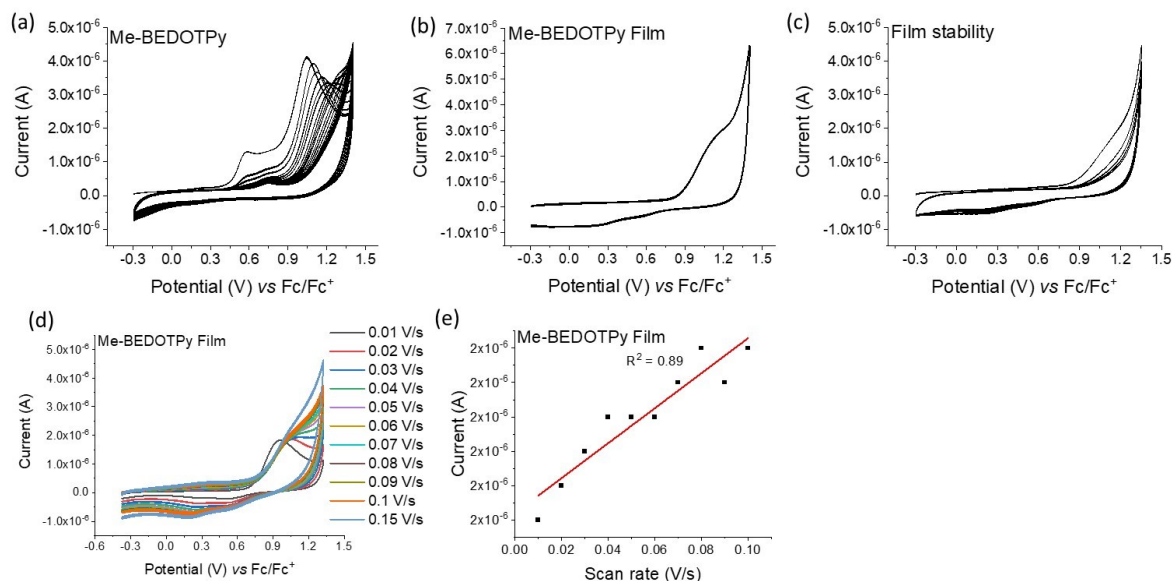 (a)
Me-BEDOTPy
5.0x10⁻⁶
4.0x10⁻⁶
3.0x10⁻⁶
2.0x10⁻⁶
1.0x10⁻⁶
0.0
-1.0x10⁻⁶
Current (A)
-0.3 0.0 0.3 0.6 0.9 1.2 1.5
Potential (V) vs Fc/Fc⁺
(b)
Me-BEDOTPy Film
7.0x10⁻⁶
6.0x10⁻⁶
5.0x10⁻⁶
4.0x10⁻⁶
3.0x10⁻⁶
2.0x10⁻⁶
1.0x10⁻⁶
0.0
-1.0x10⁻⁶
Current (A)
-0.3 0.0 0.3 0.6 0.9 1.2 1.5
Potential (V) vs Fc/Fc⁺
(c)
Film stability
5.0x10⁻⁶
4.0x10⁻⁶
3.0x10⁻⁶
2.0x10⁻⁶
1.0x10⁻⁶
0.0
-1.0x10⁻⁶
Current (A)
-0.3 0.0 0.3 0.6 0.9 1.2 1.5
Potential (V) vs Fc/Fc⁺
(d)
Me-BEDOTPy Film
5.0x10⁻⁶
4.0x10⁻⁶
3.0x10⁻⁶
2.0x10⁻⁶
1.0x10⁻⁶
0.0
-1.0x10⁻⁶
Current (A)
-0.6 -0.3 0.0 0.3 0.6 0.9 1.2 1.5
Potential (V) vs Fc/Fc⁺
0.01 V/s
0.02 V/s
0.03 V/s
0.04 V/s
0.05 V/s
0.06 V/s
0.07 V/s
0.08 V/s
0.09 V/s
0.1 V/s
0.15 V/s
(e)
Me-BEDOTPy Film
R² = 0.89
2x10⁻⁶
2x10⁻⁶
2x10⁻⁶
2x10⁻⁶
2x10⁻⁶
2x10⁻⁶
Current (A)
0.00 0.02 0.04 0.06 0.08 0.10
Scan rate (V/s)